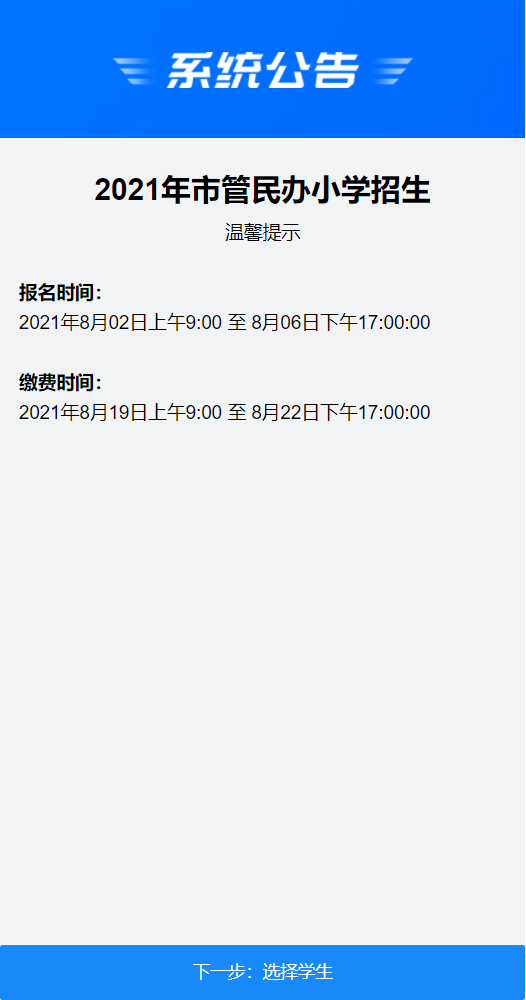 系统公告
2021年市管民办小学招生
温馨提示
报名时间：
2021年8月02日上午9:00 至 8月06日下午17:00:00
缴费时间：
2021年8月19日上午9:00 至 8月22日下午17:00:00
下一步：选择学生